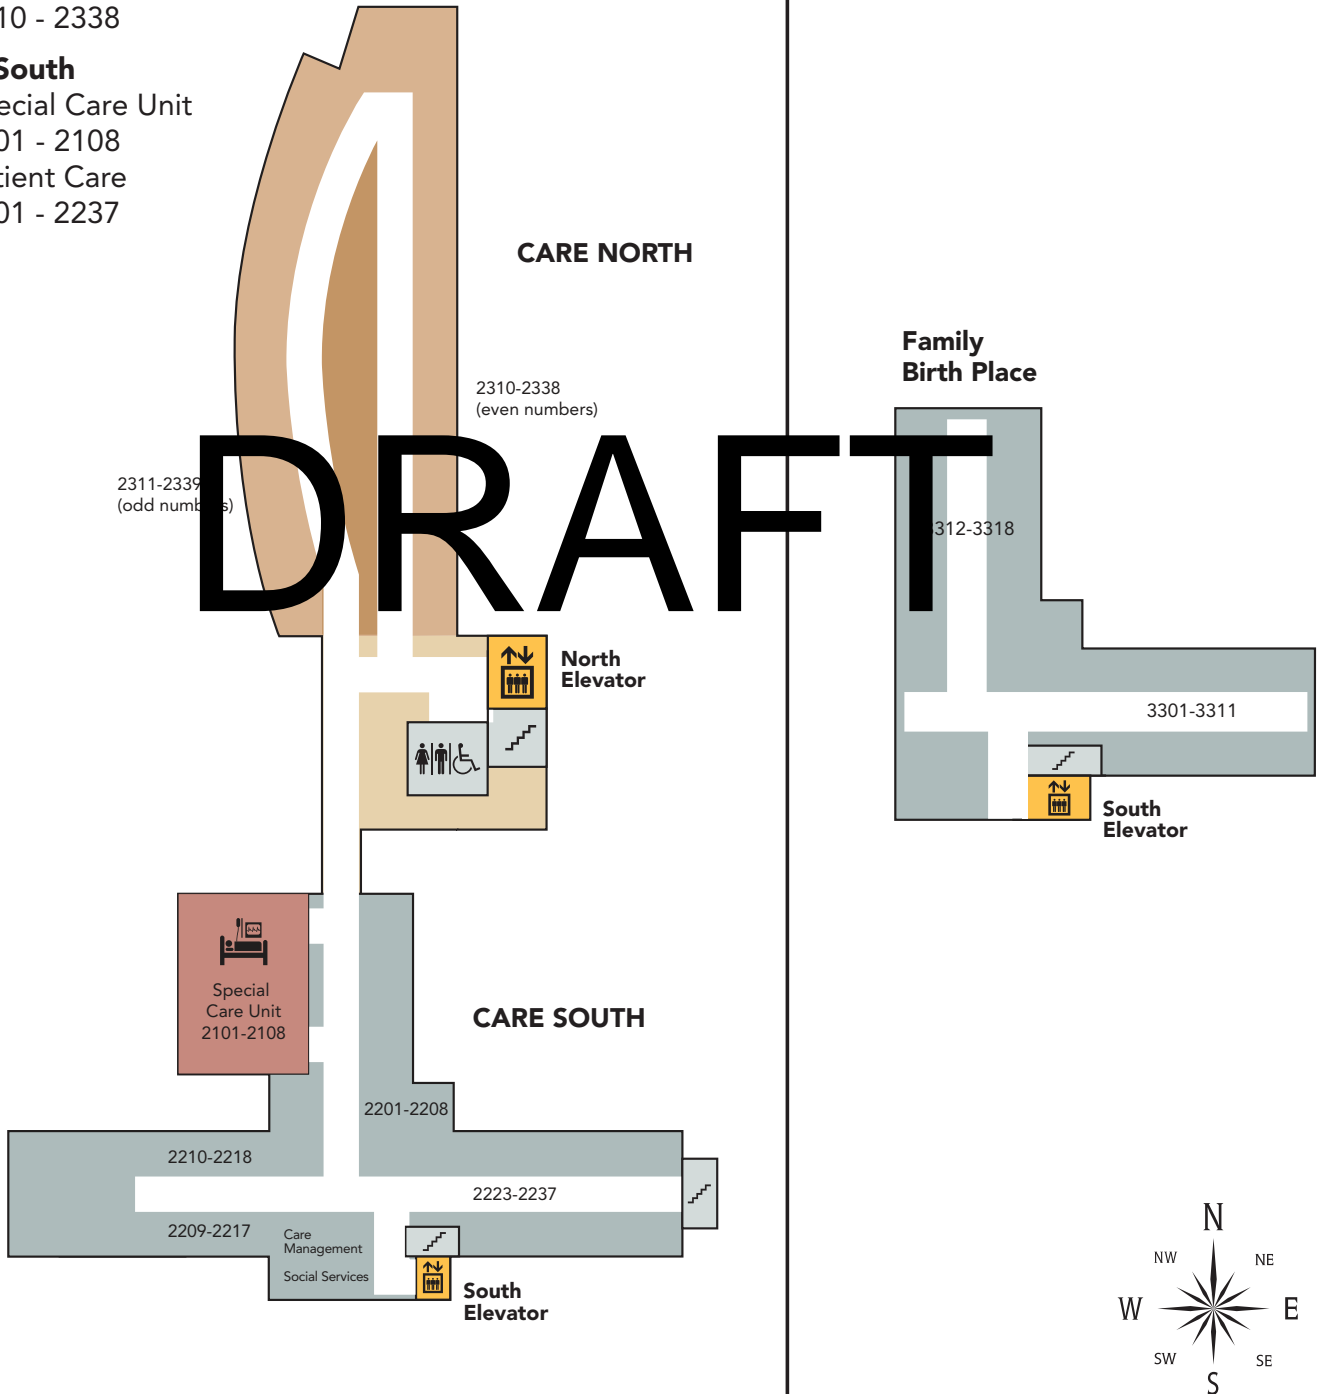 10 - 2338
South
ecial Care Unit
01 - 2108
tient Care
01 - 2237
CARE NORTH
2310-2338
(even numbers)
2311-2339
(odd numbers)
DRAFT
North
Elevator
Special
Care Unit
2101-2108
CARE SOUTH
2201-2208
2210-2218
2223-2237
2209-2217
Care
Management
Social Services
South
Elevator
Family
Birth Place
3312-3318
3301-3311
South
Elevator
N
NW
NE
W
E
SW
SE
S